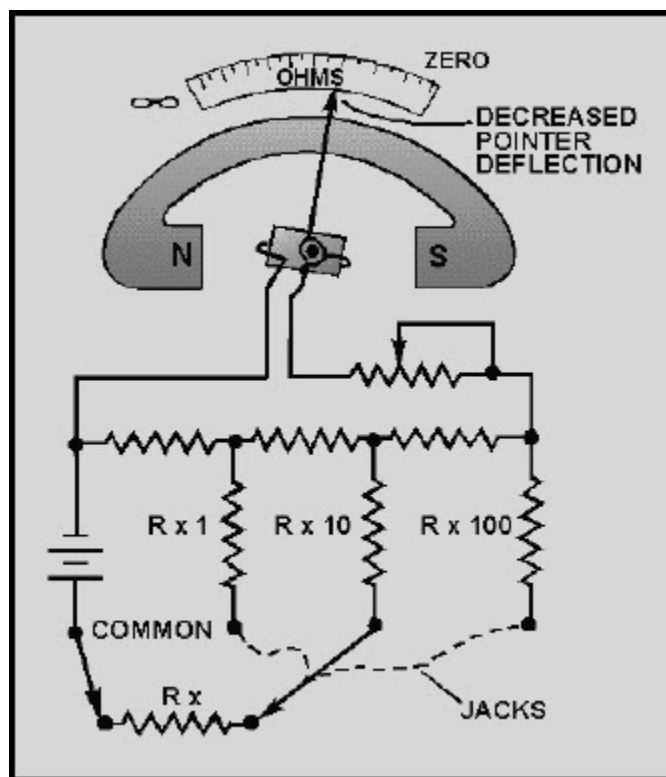 ZERO
OHMS
∞
DECREASED
POINTER
DEFLECTION
N
S
R x 1
R x 10
R x 100
COMMON
R x
JACKS